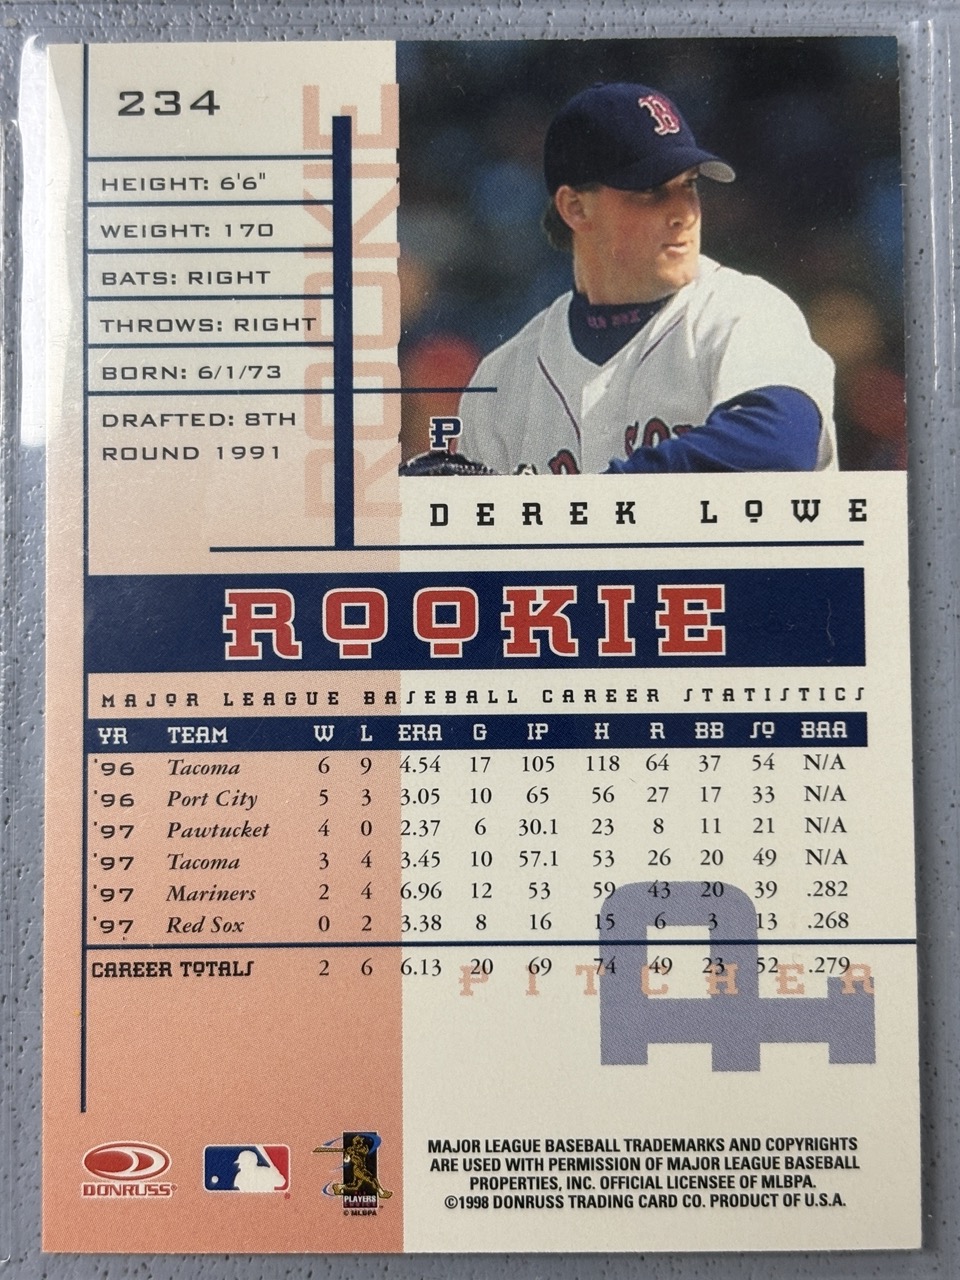 234
ROOKIE
HEIGHT: 6'6"
WEIGHT: 170
BATS: RIGHT
THROWS: RIGHT
BORN: 6/1/73
DRAFTED: 8TH
ROUND 1991
B
P
DEREK LOWE
ROOKIE
MAJOR LEAGUE BASEBALL CAREER STATISTICS
YR TEAM W L ERA G IP H R BB SO BAA
'96 Tacoma 6 9 4.54 17 105 118 64 37 54 N/A
'96 Port City 5 3 3.05 10 65 56 27 17 33 N/A
'97 Pawtucket 4 0 2.37 6 30.1 23 8 11 21 N/A
'97 Tacoma 3 4 3.45 10 57.1 53 26 20 49 N/A
'97 Mariners 2 4 6.96 12 53 59 43 20 39 .282
'97 Red Sox 0 2 3.38 8 16 15 6 3 13 .268
CAREER TOTALS 2 6 6.13 20 69 74 49 23 52 .279
PITCHER
P
DONRUSS
PLAYERS
© MLBPA
MAJOR LEAGUE BASEBALL TRADEMARKS AND COPYRIGHTS
ARE USED WITH PERMISSION OF MAJOR LEAGUE BASEBALL
PROPERTIES, INC. OFFICIAL LICENSEE OF MLBPA.
©1998 DONRUSS TRADING CARD CO. PRODUCT OF U.S.A.